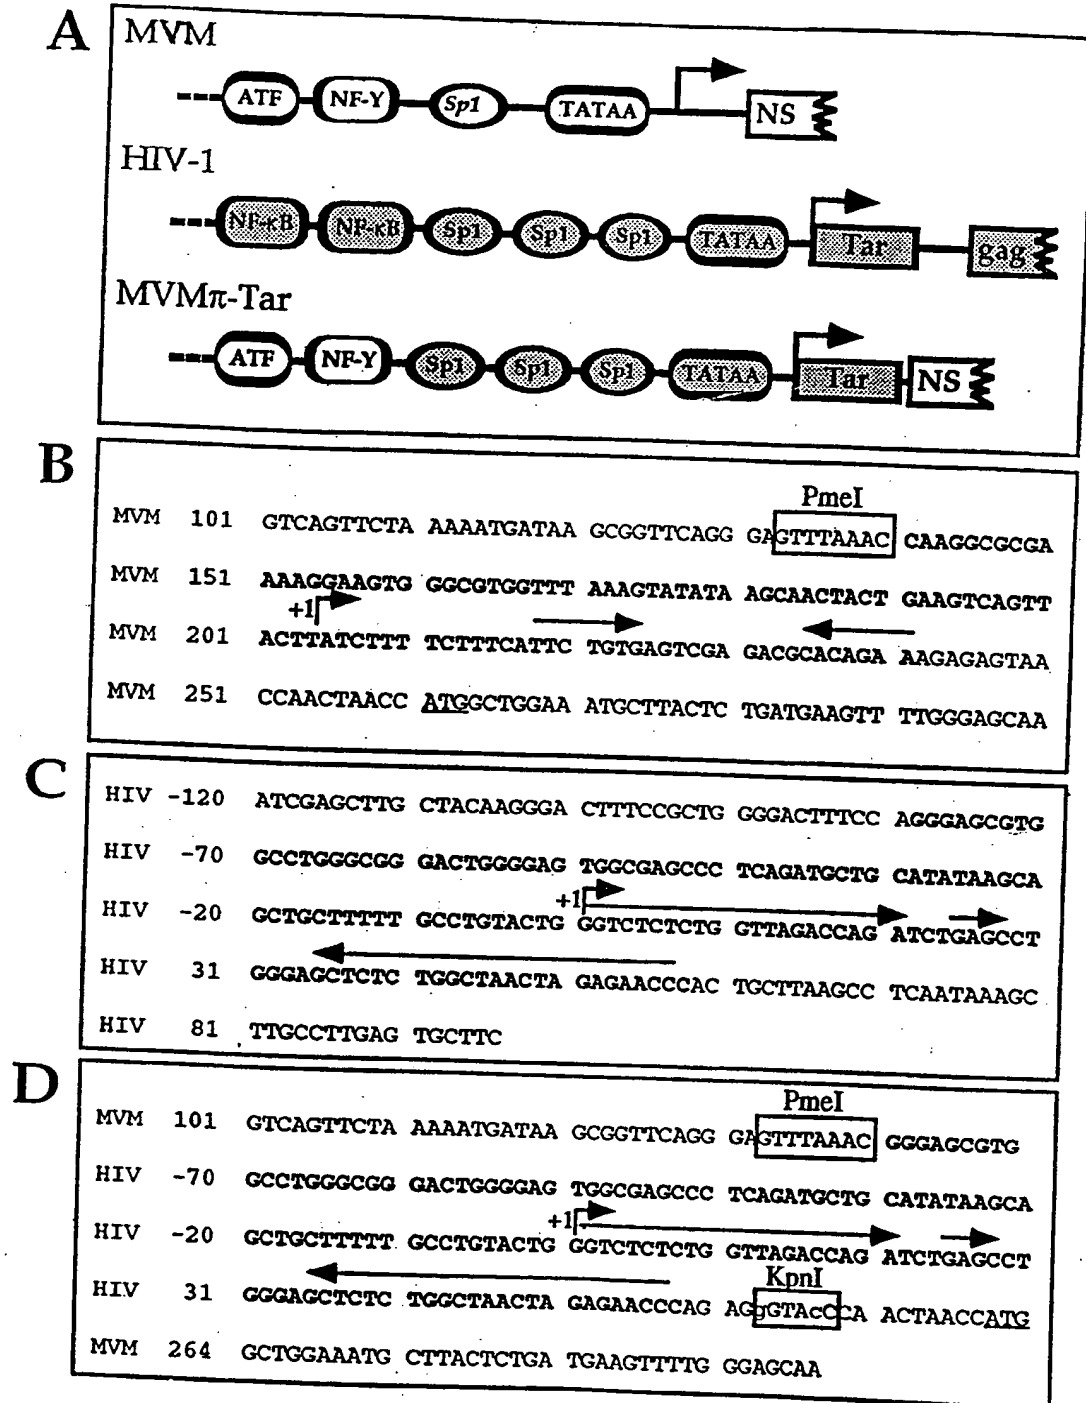 A
MVM
ATF NF-Y Sp1 TATAA NS
HIV-1
NF-κB NF-κB Sp1 Sp1 Sp1 TATAA Tar gag
MVMπ-Tar
ATF NF-Y Sp1 Sp1 Sp1 TATAA Tar NS
B
PmeI
MVM 101 GTCAGTTCTA AAAATGATAA GCGGTTCAGG GAGTTTAAAC CAAGGCGCGA
MVM 151 AAAGGAAGTG GGCGTGGTTT AAAGTATATA AGCAACTACT GAAGTCAGTT
+1
MVM 201 ACTTATCTTT TCTTTCATTC TGTGAGTCGA GACGCACAGA AAGAGAGTAA
MVM 251 CCAACTAACC ATGGCTGGAA ATGCTTACTC TGATGAAGTT TTGGGAGCAA
C
HIV -120 ATCGAGCTTG CTACAAGGGA CTTTCCGCTG GGGACTTTCC AGGGAGCGTG
HIV -70 GCCTGGGCGG GACTGGGGAG TGGCGAGCCC TCAGATGCTG CATATAAGCA
+1
HIV -20 GCTGCTTTTT GCCTGTACTG GGTCTCTCTG GTTAGACCAG ATCTGAGCCT
HIV 31 GGGAGCTCTC TGGCTAACTA GAGAACCCAC TGCTTAAGCC TCAATAAAGC
HIV 81 TTGCCTTGAG TGCTTC
D
PmeI
MVM 101 GTCAGTTCTA AAAATGATAA GCGGTTCAGG GAGTTTAAAC GGGAGCGTG
HIV -70 GCCTGGGCGG GACTGGGGAG TGGCGAGCCC TCAGATGCTG CATATAAGCA
+1
HIV -20 GCTGCTTTTT GCCTGTACTG GGTCTCTCTG GTTAGACCAG ATCTGAGCCT
KpnI
HIV 31 GGGAGCTCTC TGGCTAACTA GAGAACCCAG AGgGTAcCCA ACTAACCATG
MVM 264 GCTGGAAATG CTTACTCTGA TGAAGTTTTG GGAGCAA